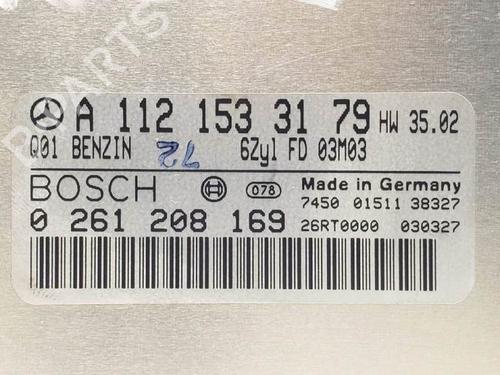 A 112 153 31 79 HW 35.02
Q01 BENZIN 72 6Zyl FD 03M03
BOSCH 078 Made in Germany
7450 01511 38327
0 261 208 169 26RT0000 030327
PARTS